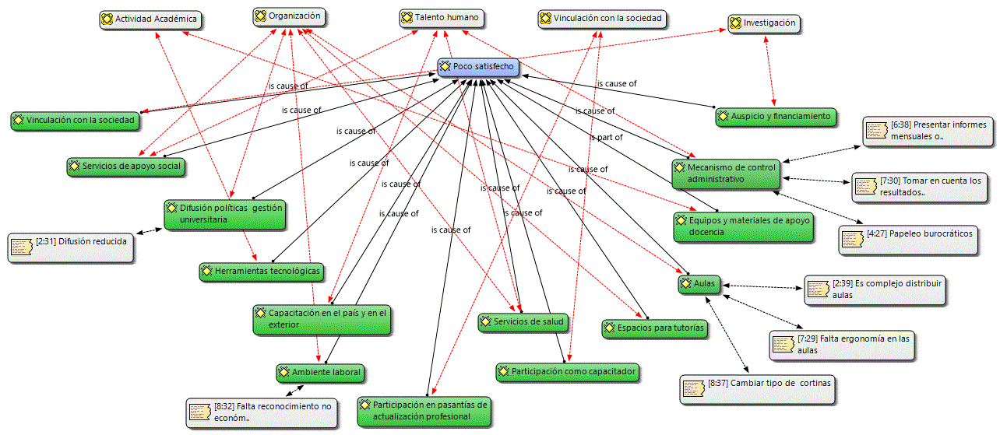 Actividad Académica
Organización
Talento humano
Vinculación con la sociedad
Investigación
Poco satisfecho
is cause of
is cause of
is cause of
is cause of
is cause of
is cause of
is cause of
is cause of
is cause of
is cause of
is cause of
is part of
is cause of
is cause of
Vinculación con la sociedad
Auspicio y financiamiento
[6:38] Presentar informes
mensuales o..
Servicios de apoyo social
Mecanismo de control
administrativo
[7:30] Tomar en cuenta los
resultados..
Difusión políticas gestión
universitaria
Equipos y materiales de apoyo
docencia
[2:31] Difusión reducida
[4:27] Papeleo burocráticos
Herramientas tecnológicas
Aulas
[2:39] Es complejo distribuir
aulas
Capacitación en el país y en el
exterior
Servicios de salud
Espacios para tutorías
[7:29] Falta ergonomía en las
aulas
Ambiente laboral
Participación como capacitador
[8:37] Cambiar tipo de cortinas
[8:32] Falta reconocimiento no
económ..
Participación en pasantías de
actualización profesional